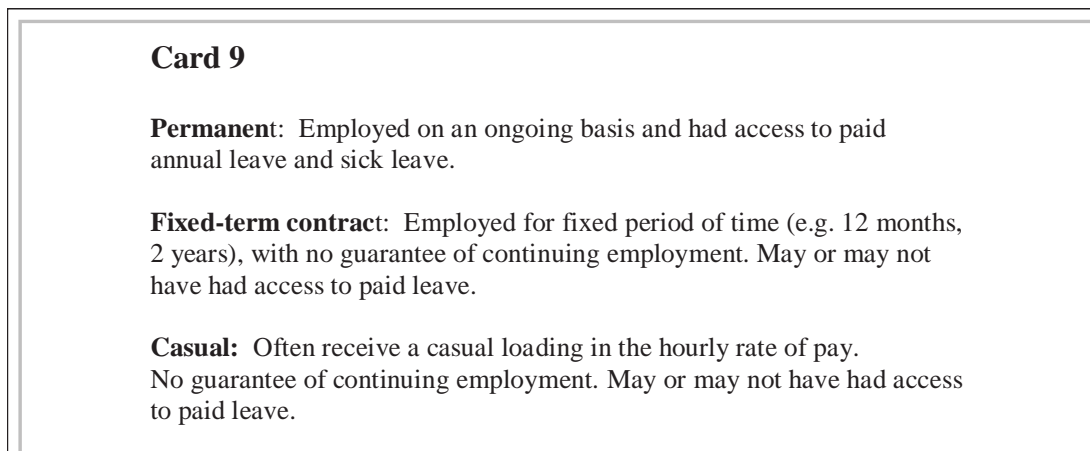 Card 9
Permanent: Employed on an ongoing basis and had access to paid
annual leave and sick leave.
Fixed-term contract: Employed for fixed period of time (e.g. 12 months,
2 years), with no guarantee of continuing employment. May or may not
have had access to paid leave.
Casual: Often receive a casual loading in the hourly rate of pay.
No guarantee of continuing employment. May or may not have had access
to paid leave.